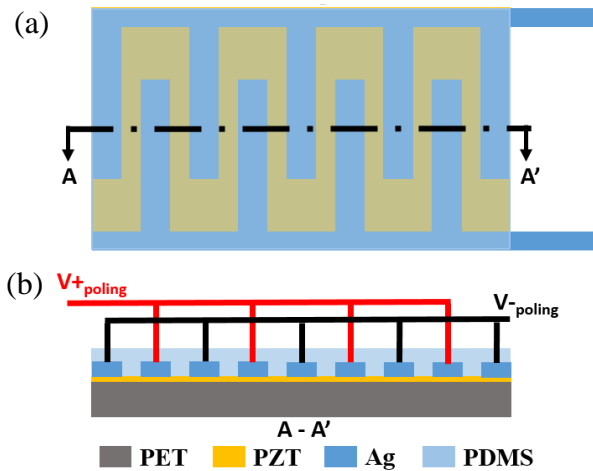 (a)
A A'
(b)
V+poling
V-poling
A - A'
PET PZT Ag PDMS